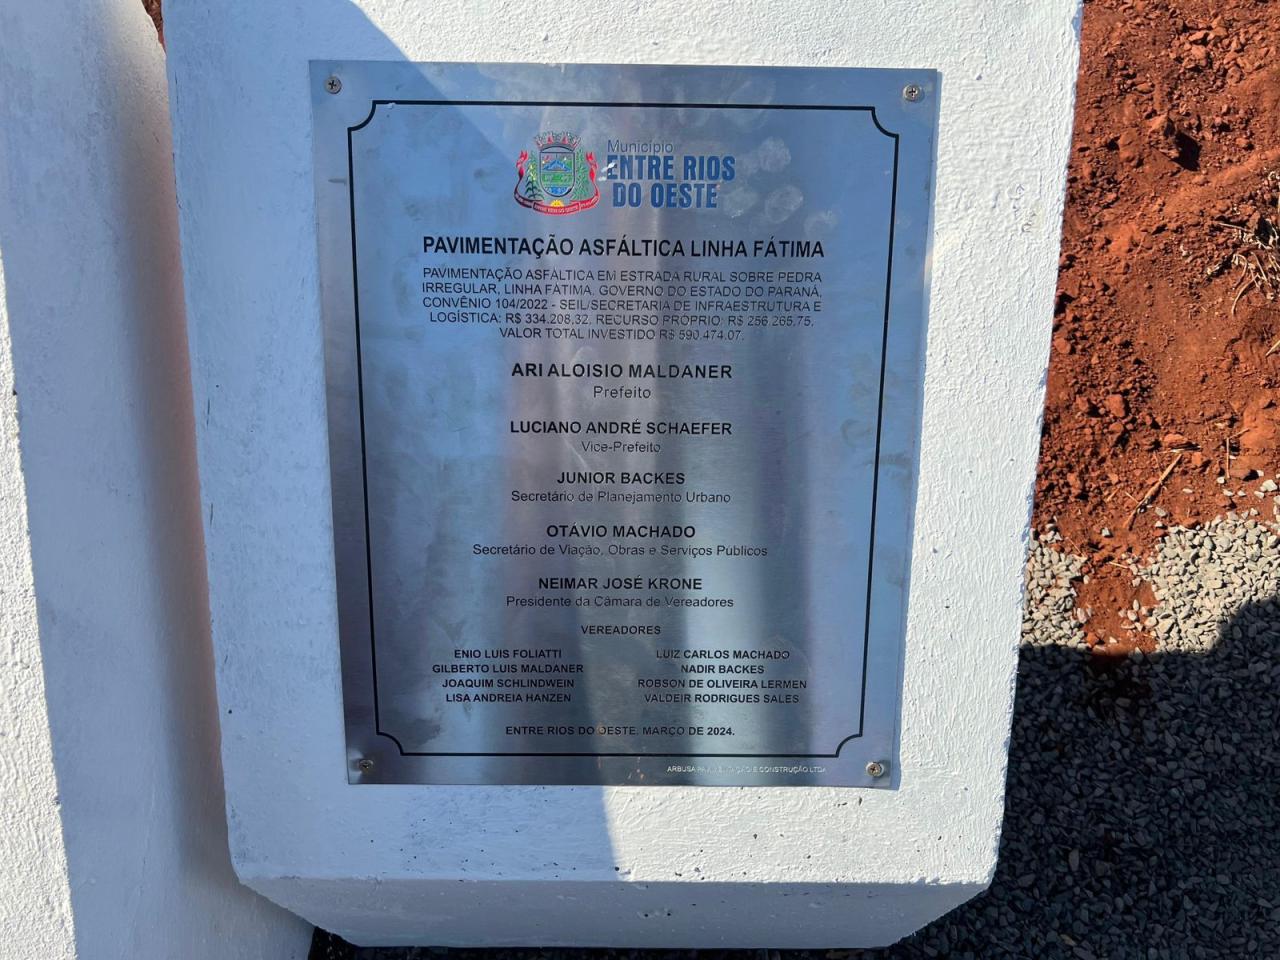 Município
ENTRE RIOS
DO OESTE
PAVIMENTAÇÃO ASFÁLTICA LINHA FÁTIMA
PAVIMENTAÇÃO ASFÁLTICA EM ESTRADA RURAL SOBRE PEDRA
IRREGULAR, LINHA FÁTIMA. GOVERNO DO ESTADO DO PARANÁ,
CONVÊNIO 104/2022 - SEIL/SECRETARIA DE INFRAESTRUTURA E
LOGÍSTICA: R$ 334.208,32. RECURSO PRÓPRIO: R$ 256.265,75.
VALOR TOTAL INVESTIDO R$ 590.474,07.
ARI ALOISIO MALDANER
Prefeito
LUCIANO ANDRÉ SCHAEFER
Vice-Prefeito
JUNIOR BACKES
Secretário de Planejamento Urbano
OTÁVIO MACHADO
Secretário de Viação, Obras e Serviços Públicos
NEIMAR JOSÉ KRONE
Presidente da Câmara de Vereadores
VEREADORES
ENIO LUIS FOLIATTI
GILBERTO LUIS MALDANER
JOAQUIM SCHLINDWEIN
LISA ANDREIA HANZEN
LUIZ CARLOS MACHADO
NADIR BACKES
ROBSON DE OLIVEIRA LERMEN
VALDEIR RODRIGUES SALES
ENTRE RIOS DO OESTE. MARÇO DE 2024.
ARBUSA PAVIMENTAÇÃO E CONSTRUÇÃO LTDA